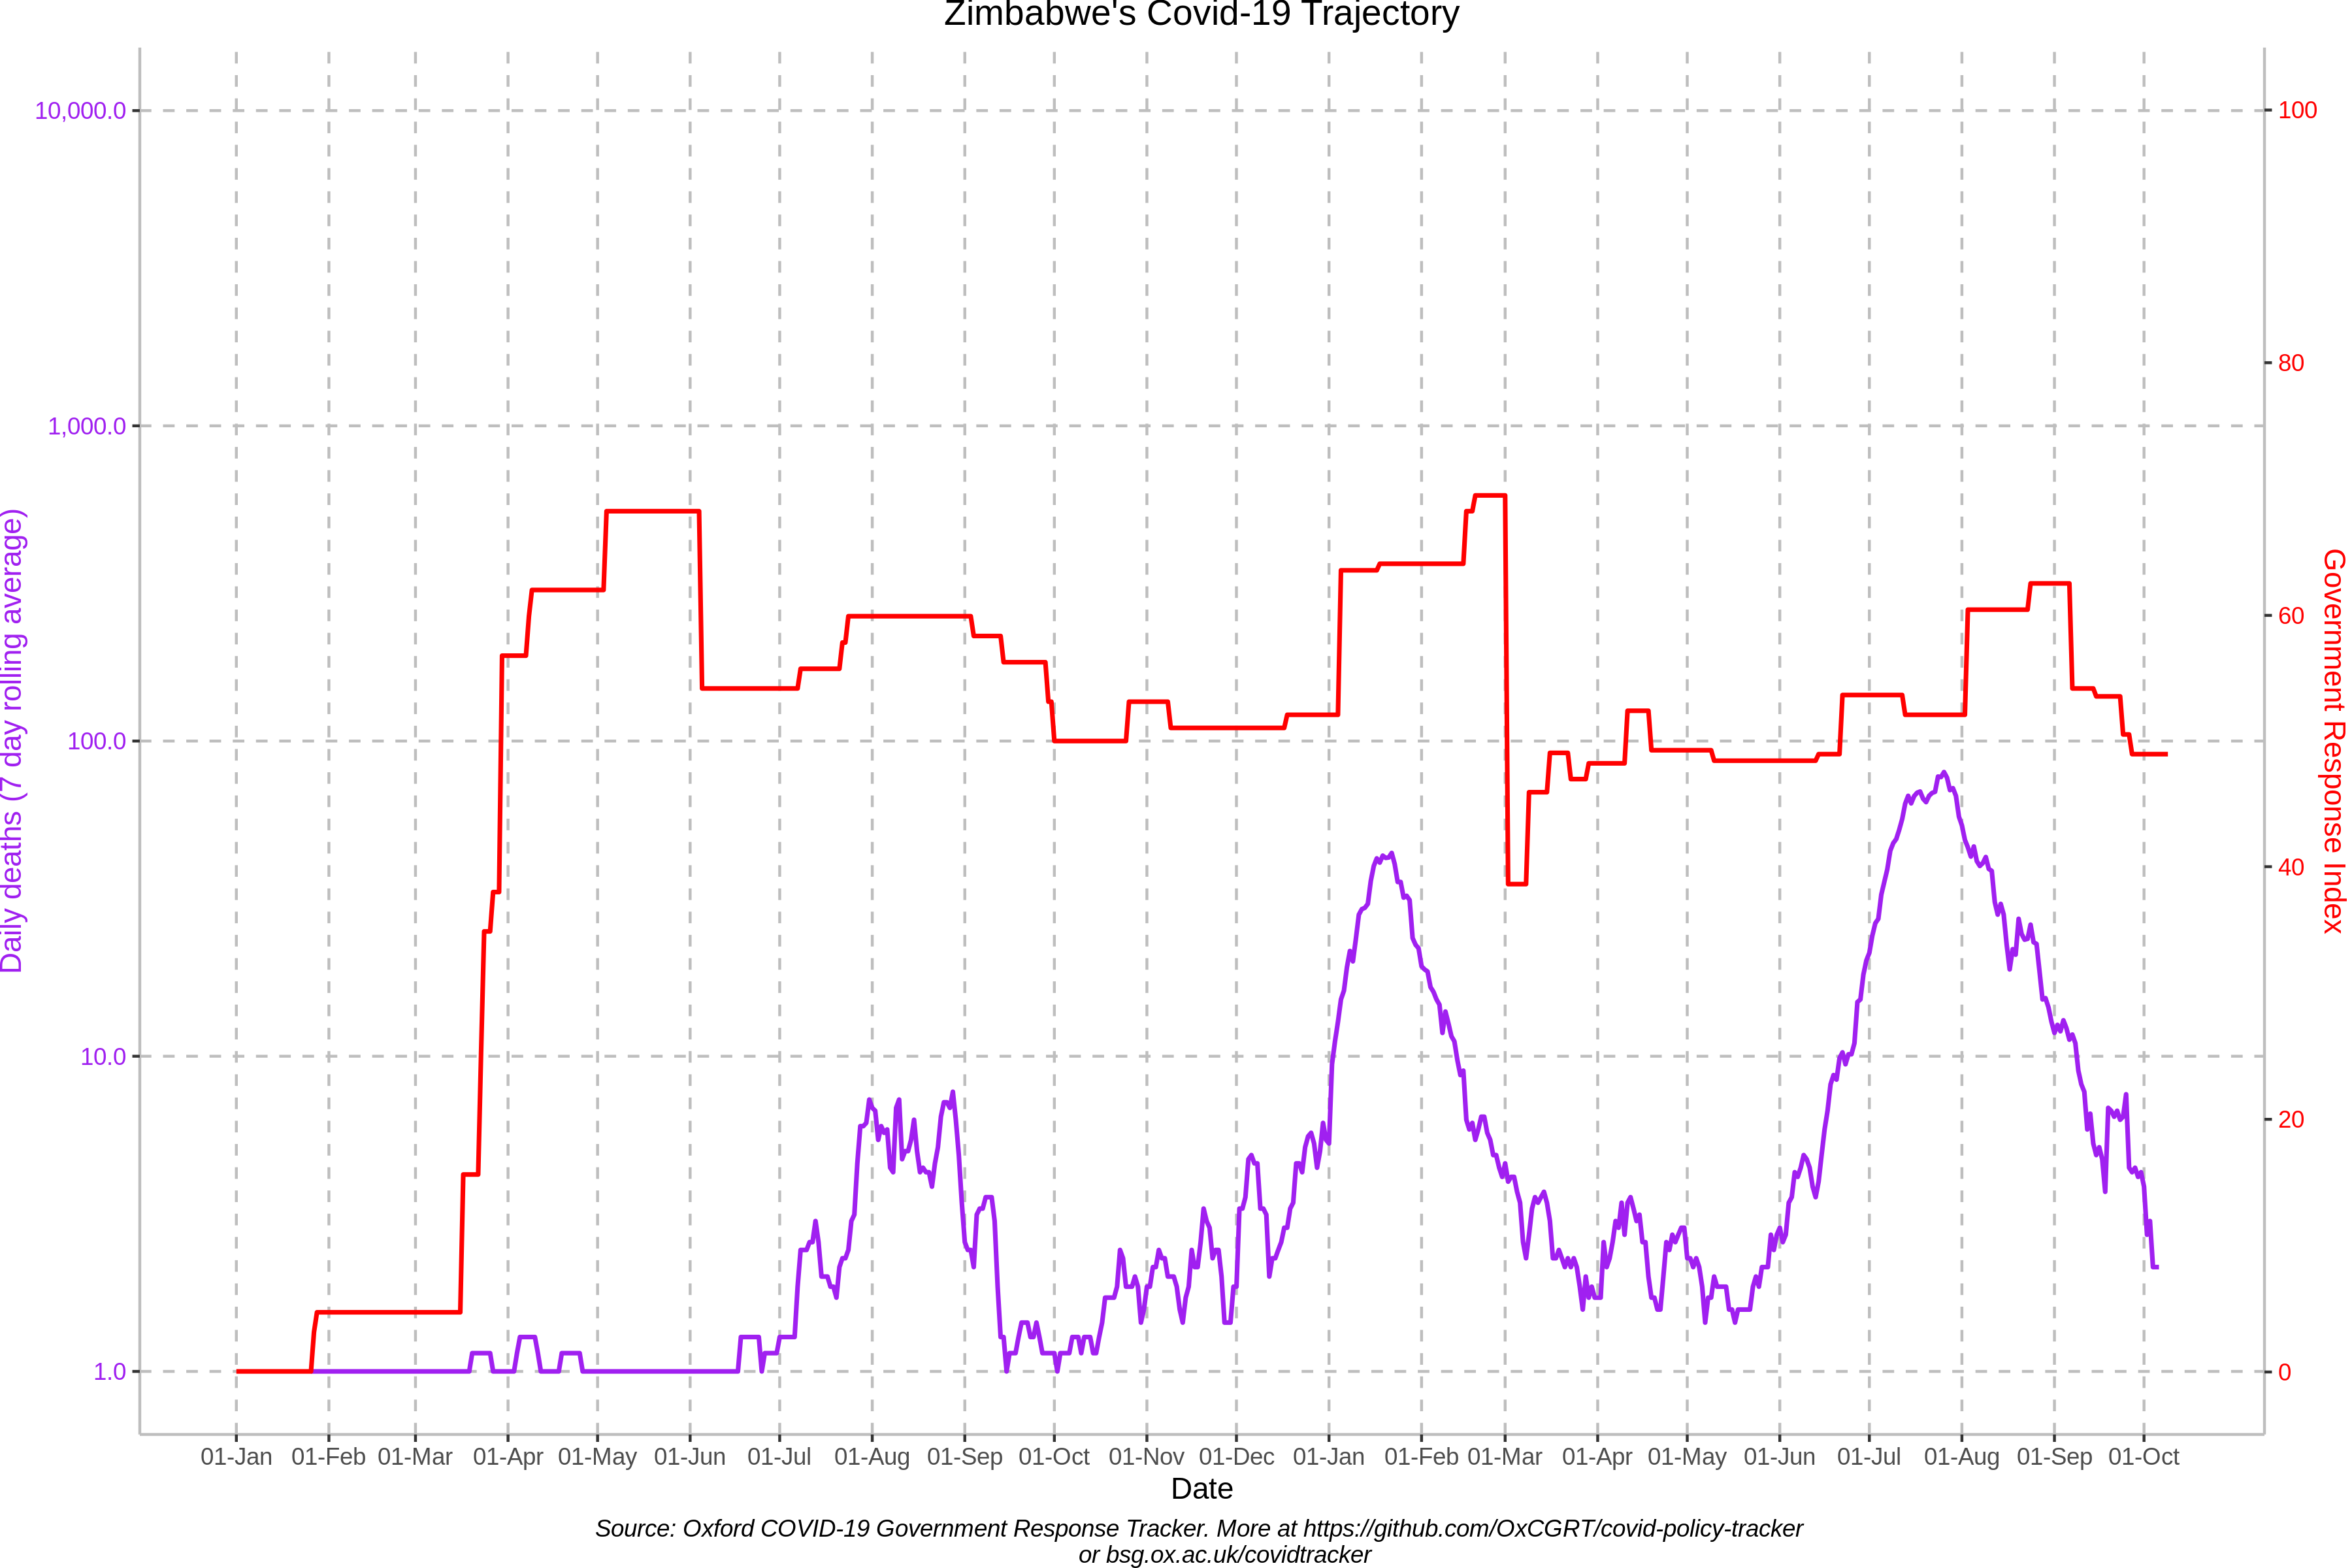 Zimbabwe's Covid-19 Trajectory
10,000.0
1,000.0
100.0
10.0
1.0
Daily deaths (7 day rolling average)
100
80
60
40
20
0
Government Response Index
01-Jan 01-Feb 01-Mar 01-Apr 01-May 01-Jun 01-Jul 01-Aug 01-Sep 01-Oct 01-Nov 01-Dec 01-Jan 01-Feb 01-Mar 01-Apr 01-May 01-Jun 01-Jul 01-Aug 01-Sep 01-Oct
Date
Source: Oxford COVID-19 Government Response Tracker. More at https://github.com/OxCGRT/covid-policy-tracker
or bsg.ox.ac.uk/covidtracker